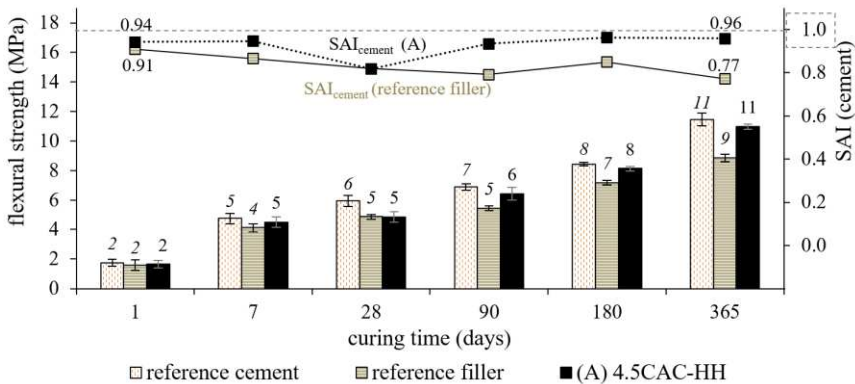 flexural strength (MPa)
18
16
14
12
10
8
6
4
2
0
0.94
0.91
SAIcement (A)
SAIcement (reference filler)
0.96
0.77
2 2 2
5 4 5
6 5 5
7 5 6
8 7 8
11 9 11
1.0
0.8
0.6
0.4
0.2
0.0
SAI (cement)
1 7 28 90 180 365
curing time (days)
reference cement reference filler (A) 4.5CAC-HH